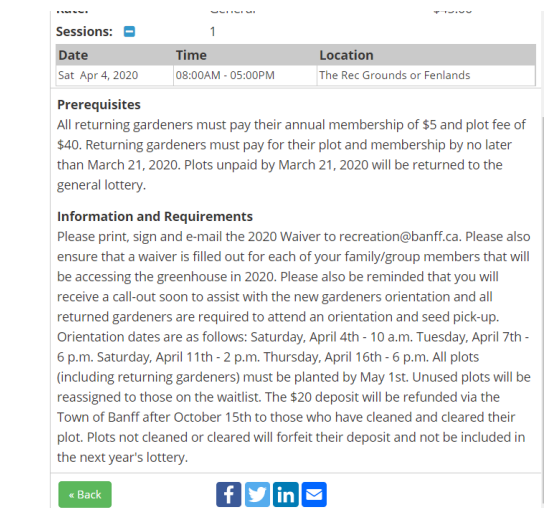 Rate: General $45.00
Sessions: 1
Date Time Location
Sat Apr 4, 2020 08:00AM - 05:00PM The Rec Grounds or Fenlands
Prerequisites
All returning gardeners must pay their annual membership of $5 and plot fee of
$40. Returning gardeners must pay for their plot and membership by no later
than March 21, 2020. Plots unpaid by March 21, 2020 will be returned to the
general lottery.
Information and Requirements
Please print, sign and e-mail the 2020 Waiver to recreation@banff.ca. Please also
ensure that a waiver is filled out for each of your family/group members that will
be accessing the greenhouse in 2020. Please also be reminded that you will
receive a call-out soon to assist with the new gardeners orientation and all
returned gardeners are required to attend an orientation and seed pick-up.
Orientation dates are as follows: Saturday, April 4th - 10 a.m. Tuesday, April 7th -
6 p.m. Saturday, April 11th - 2 p.m. Thursday, April 16th - 6 p.m. All plots
(including returning gardeners) must be planted by May 1st. Unused plots will be
reassigned to those on the waitlist. The $20 deposit will be refunded via the
Town of Banff after October 15th to those who have cleaned and cleared their
plot. Plots not cleaned or cleared will forfeit their deposit and not be included in
the next year's lottery.
« Back